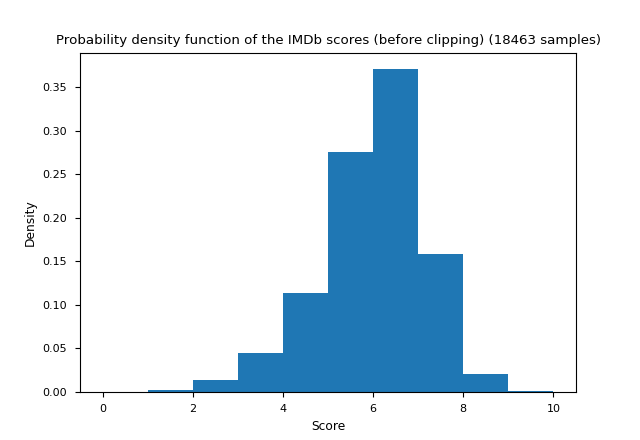 Probability density function of the IMDb scores (before clipping) (18463 samples)
0.35
0.30
0.25
0.20
0.15
0.10
0.05
0.00
Density
0 2 4 6 8 10
Score